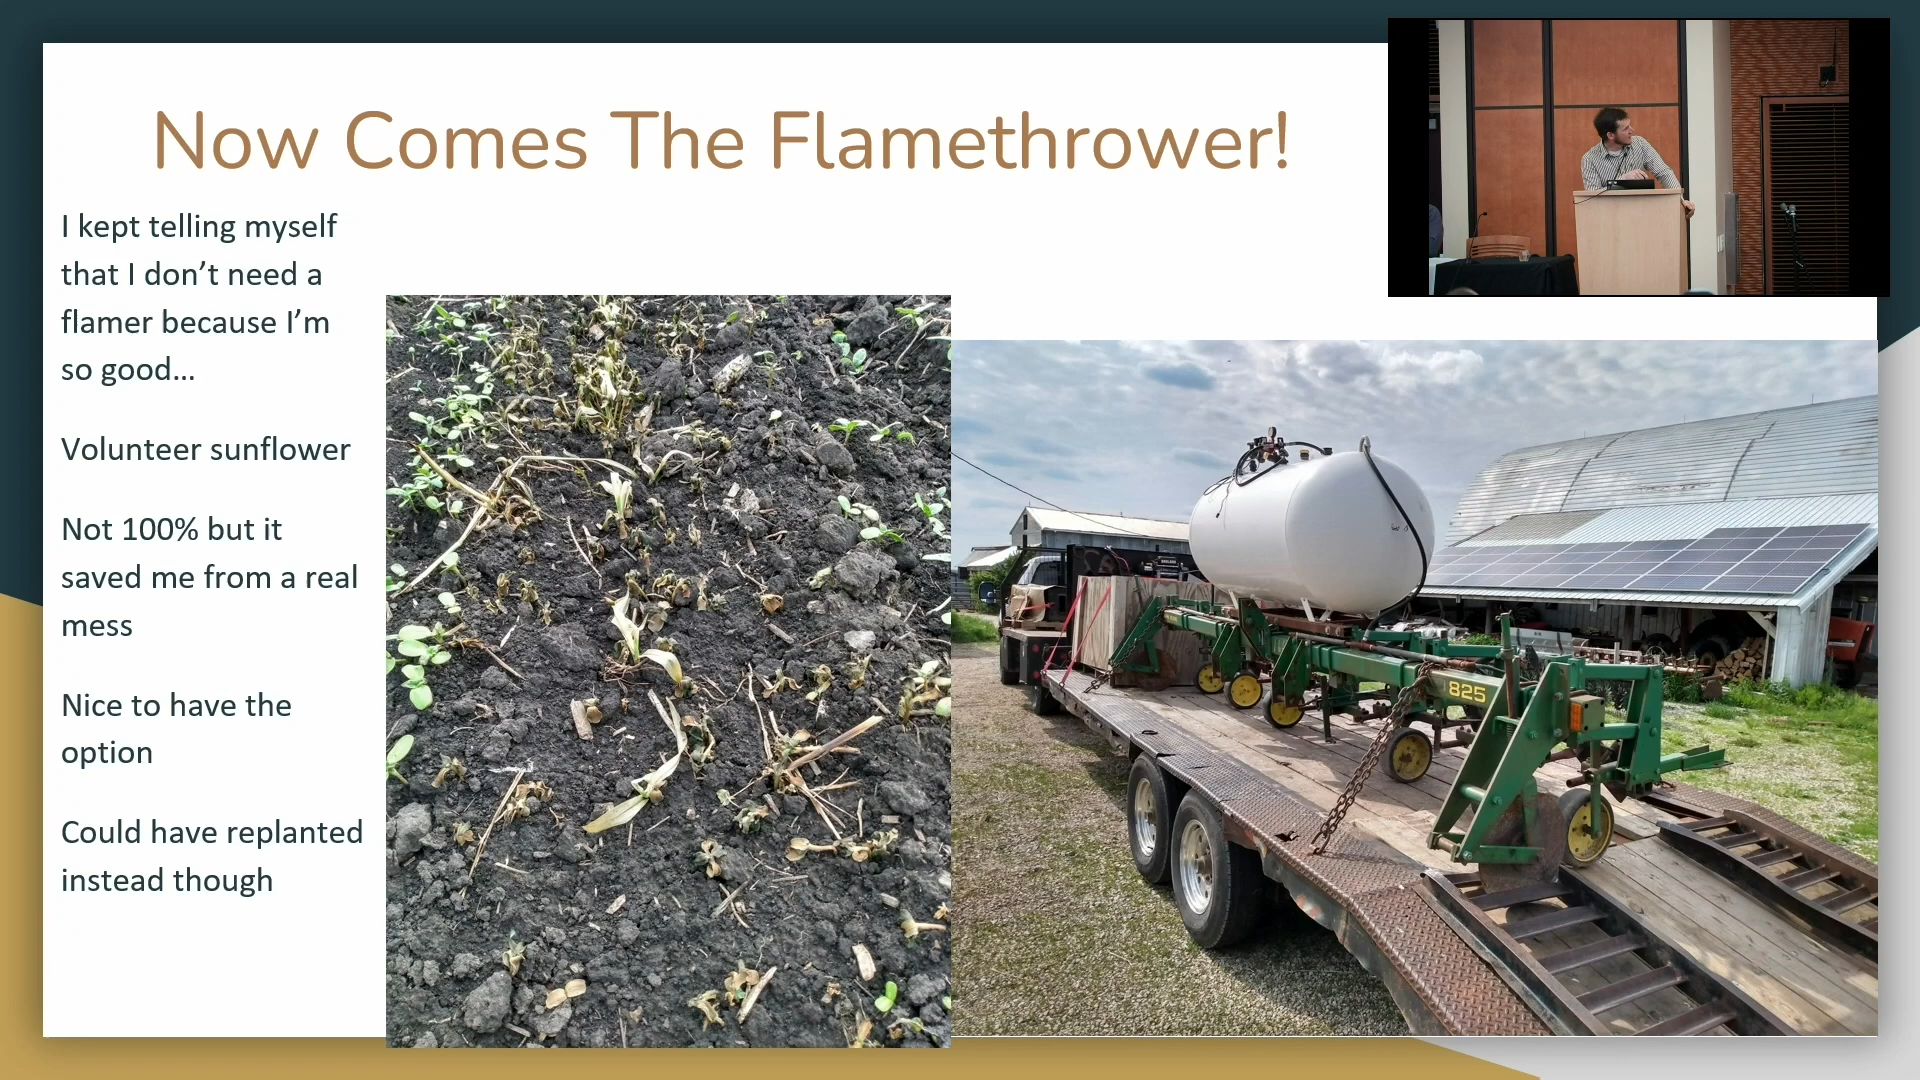 Now Comes The Flamethrower!
I kept telling myself
that I don’t need a
flamer because I’m
so good…
Volunteer sunflower
Not 100% but it
saved me from a real
mess
Nice to have the
option
Could have replanted
instead though
825